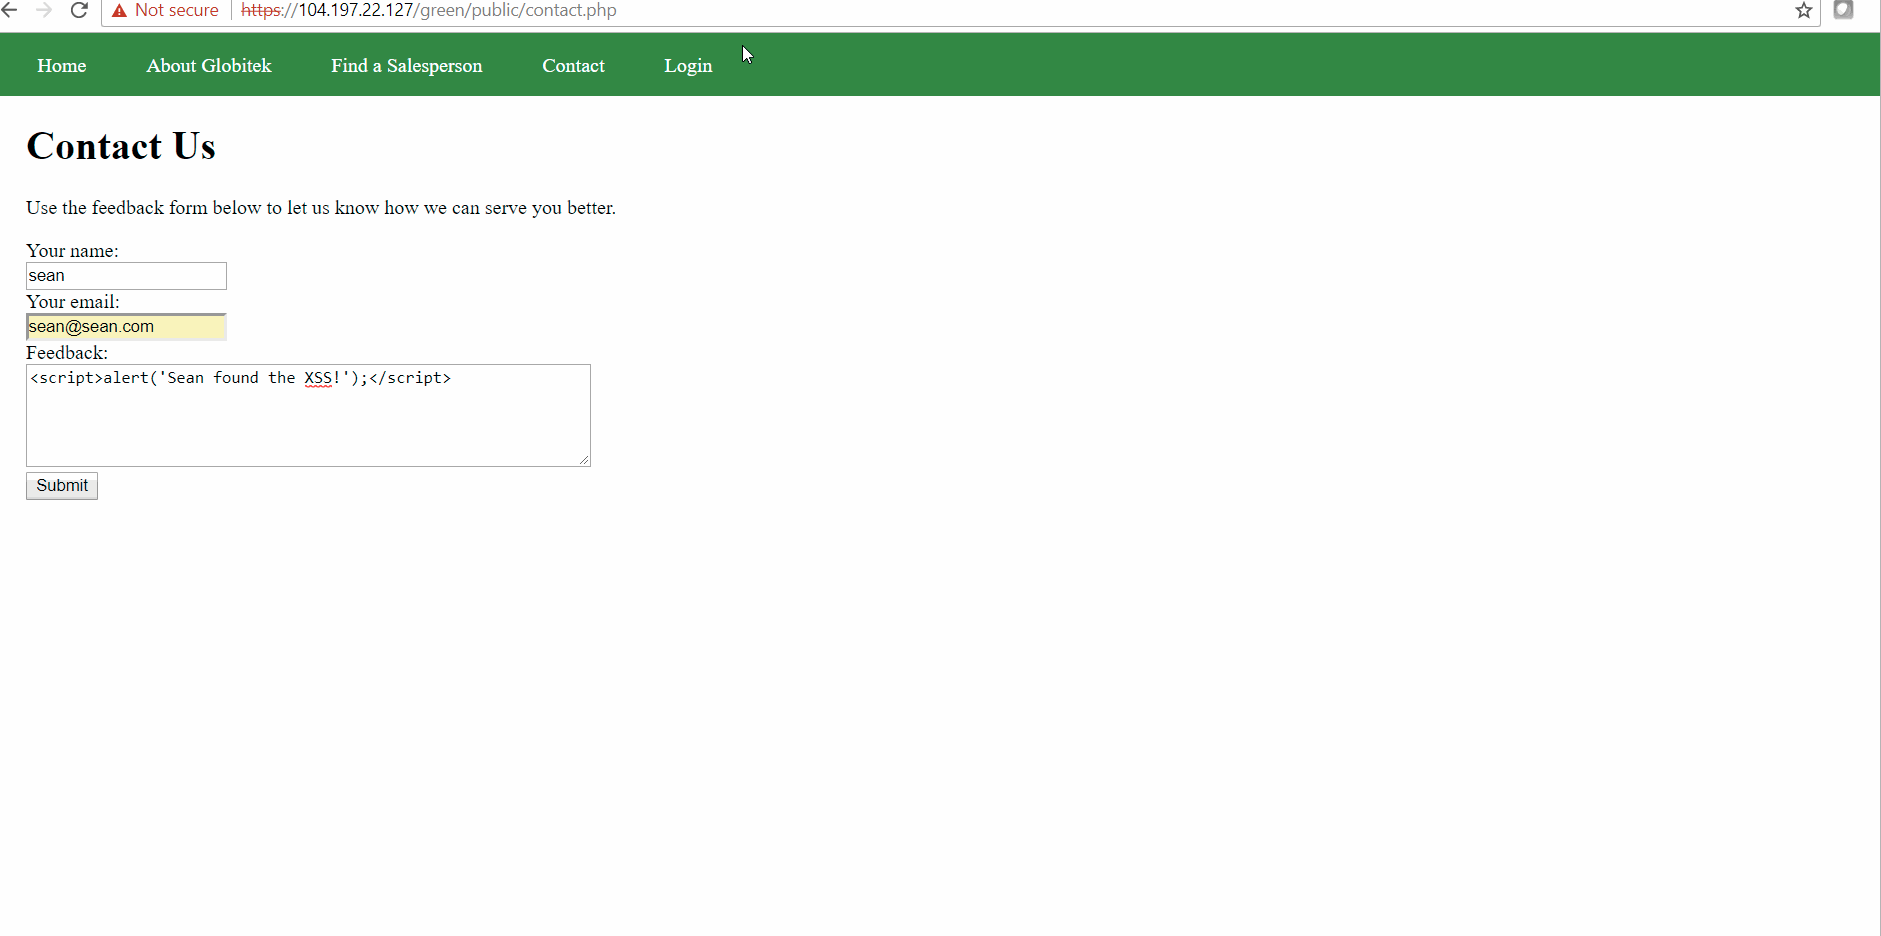 Not secure https://104.197.22.127/green/public/contact.php
Home About Globitek Find a Salesperson Contact Login
Contact Us
Use the feedback form below to let us know how we can serve you better.
Your name:
sean
Your email:
sean@sean.com
Feedback:
<script>alert('Sean found the XSS!');</script>
Submit